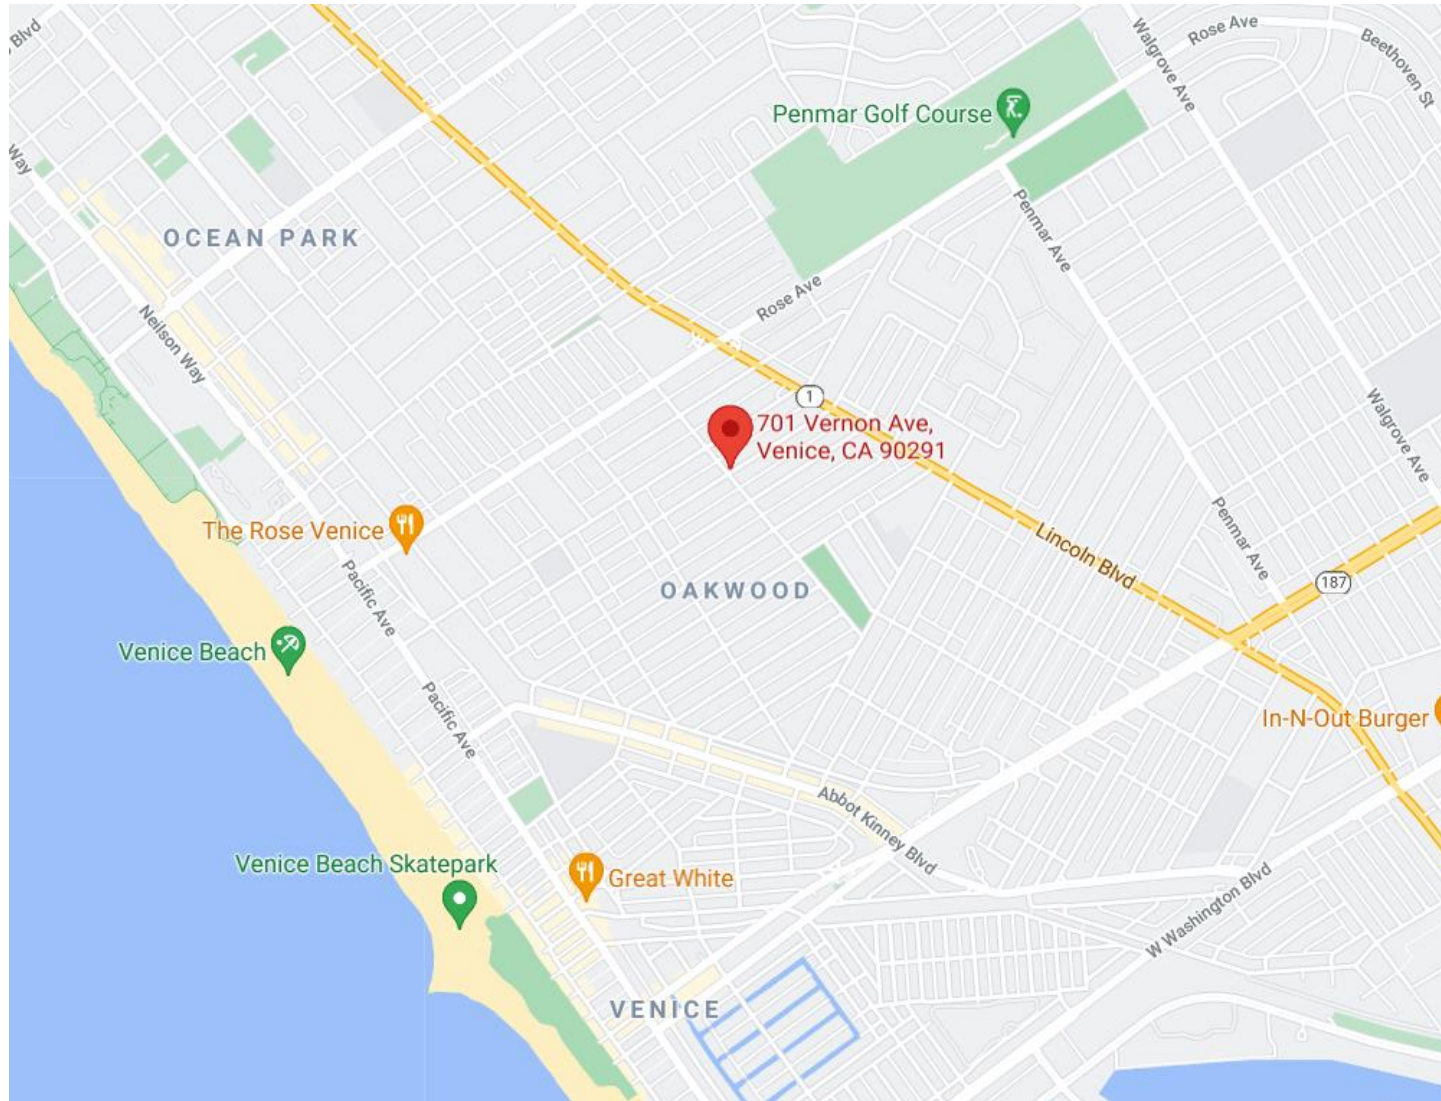 Blvd
Rose Ave
Walgrove Ave
Beethoven St
Penmar Golf Course
Way
OCEAN PARK
Penmar Ave
Rose Ave
Neilson Way
1
701 Vernon Ave,
Venice, CA 90291
Walgrove Ave
The Rose Venice
Penmar Ave
Lincoln Blvd
Pacific Ave
187
OAKWOOD
Venice Beach
Pacific Ave
In-N-Out Burger
Abbot Kinney Blvd
Venice Beach Skatepark
Great White
W Washington Blvd
VENICE